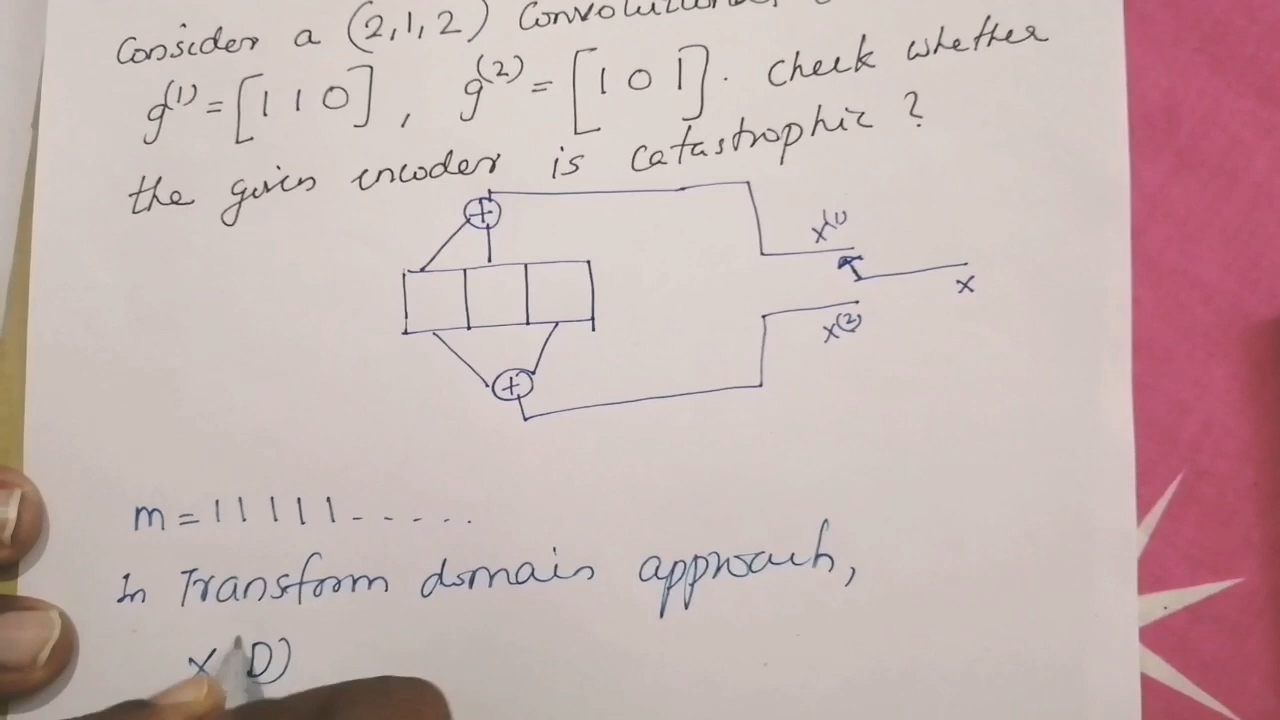 Consider a (2,1,2) Convolutional
g⁽¹⁾ = [1 1 0] , g⁽²⁾ = [1 0 1]. Check whether
the given encoder is catastrophic ?
+
x⁽¹⁾
x
x⁽²⁾
+
m = 1 1 1 1 1 - - . . .
In Transform domain approach,
X(D)